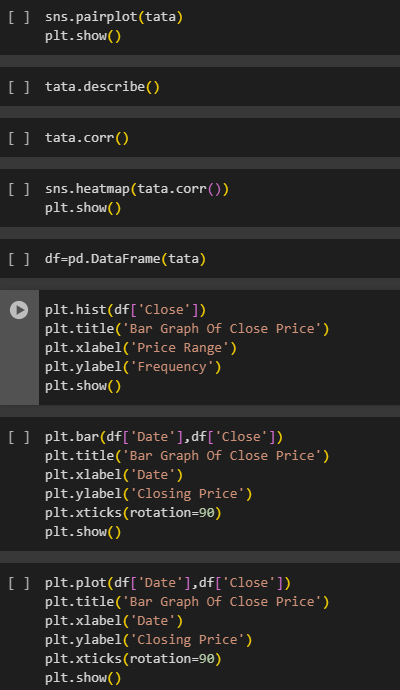 [ ] sns.pairplot(tata)
plt.show()
[ ] tata.describe()
[ ] tata.corr()
[ ] sns.heatmap(tata.corr())
plt.show()
[ ] df=pd.DataFrame(tata)
plt.hist(df['Close'])
plt.title('Bar Graph Of Close Price')
plt.xlabel('Price Range')
plt.ylabel('Frequency')
plt.show()
[ ] plt.bar(df['Date'],df['Close'])
plt.title('Bar Graph Of Close Price')
plt.xlabel('Date')
plt.ylabel('Closing Price')
plt.xticks(rotation=90)
plt.show()
[ ] plt.plot(df['Date'],df['Close'])
plt.title('Bar Graph Of Close Price')
plt.xlabel('Date')
plt.ylabel('Closing Price')
plt.xticks(rotation=90)
plt.show()